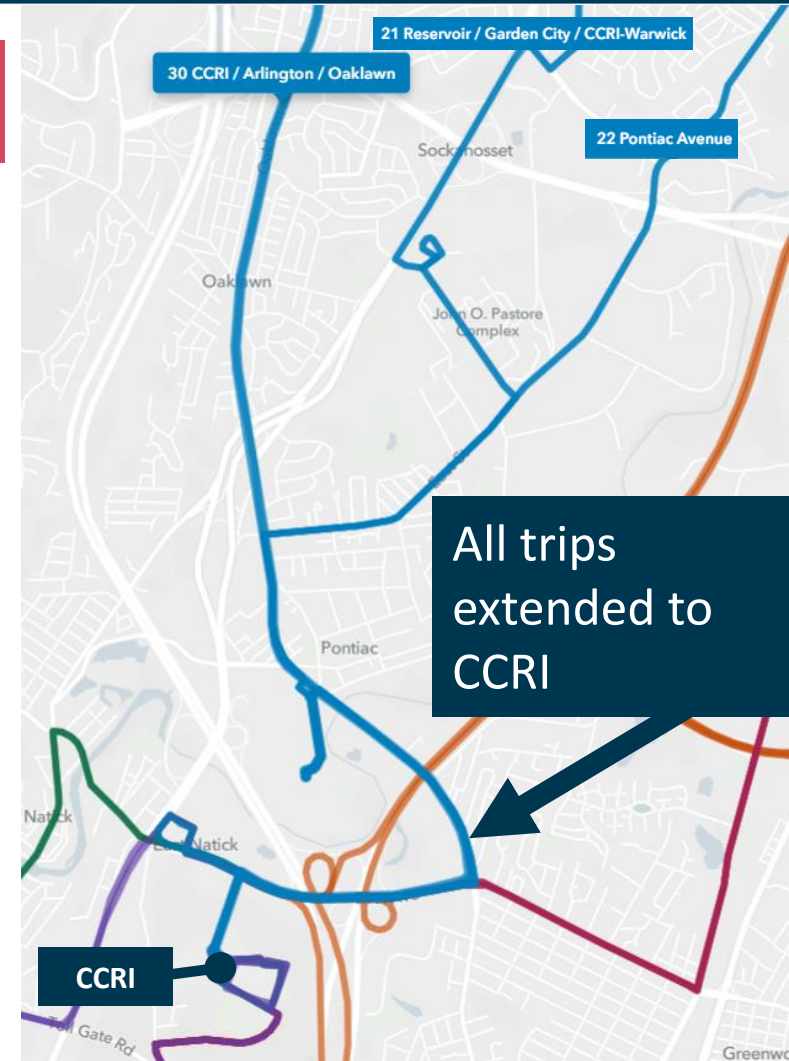 21 Reservoir / Garden City / CCRI-Warwick
30 CCRI / Arlington / Oaklawn
22 Pontiac Avenue
Sockanosset
Oaklawn
John O. Pastore
Complex
All trips
extended to
CCRI
Pontiac
Natick
East Natick
CCRI
Toll Gate Rd